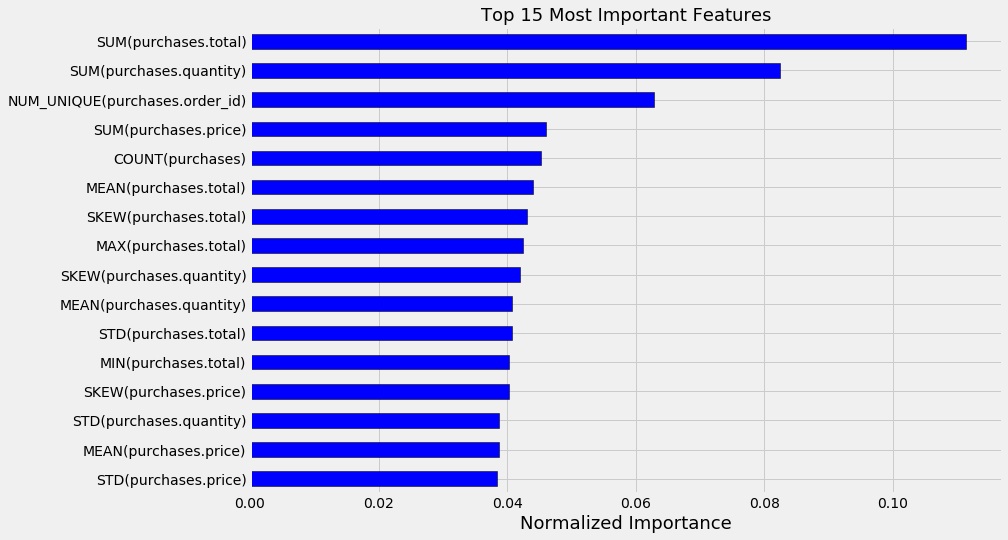 Top 15 Most Important Features
SUM(purchases.total)
SUM(purchases.quantity)
NUM_UNIQUE(purchases.order_id)
SUM(purchases.price)
COUNT(purchases)
MEAN(purchases.total)
SKEW(purchases.total)
MAX(purchases.total)
SKEW(purchases.quantity)
MEAN(purchases.quantity)
STD(purchases.total)
MIN(purchases.total)
SKEW(purchases.price)
STD(purchases.quantity)
MEAN(purchases.price)
STD(purchases.price)
0.00 0.02 0.04 0.06 0.08 0.10
Normalized Importance